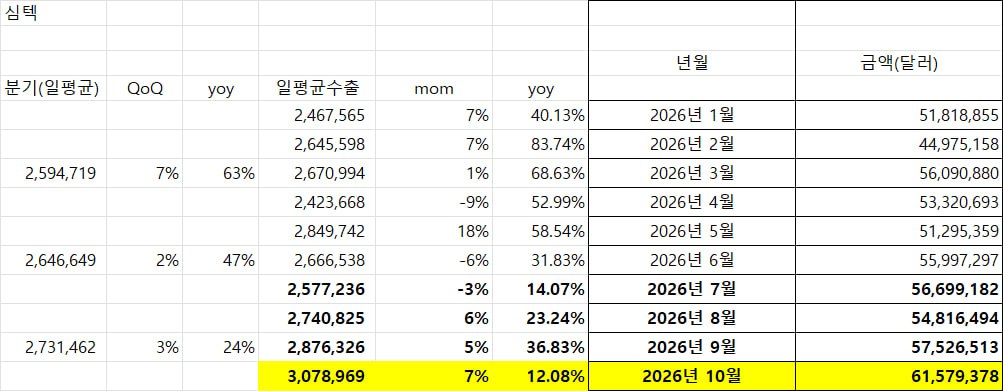 심텍
년월 금액(달러)
분기(일평균) QoQ yoy 일평균수출 mom yoy
2,467,565 7% 40.13% 2026년 1월 51,818,855
2,645,598 7% 83.74% 2026년 2월 44,975,158
2,594,719 7% 63% 2,670,994 1% 68.63% 2026년 3월 56,090,880
2,423,668 -9% 52.99% 2026년 4월 53,320,693
2,849,742 18% 58.54% 2026년 5월 51,295,359
2,646,649 2% 47% 2,666,538 -6% 31.83% 2026년 6월 55,997,297
2,577,236 -3% 14.07% 2026년 7월 56,699,182
2,740,825 6% 23.24% 2026년 8월 54,816,494
2,731,462 3% 24% 2,876,326 5% 36.83% 2026년 9월 57,526,513
3,078,969 7% 12.08% 2026년 10월 61,579,378